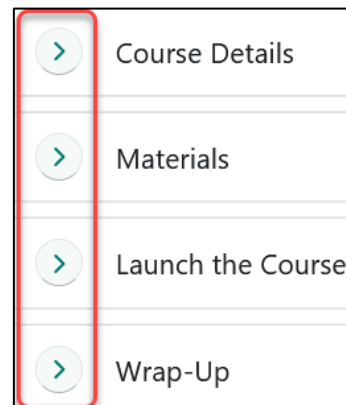 Course Details
Materials
Launch the Course
Wrap-Up